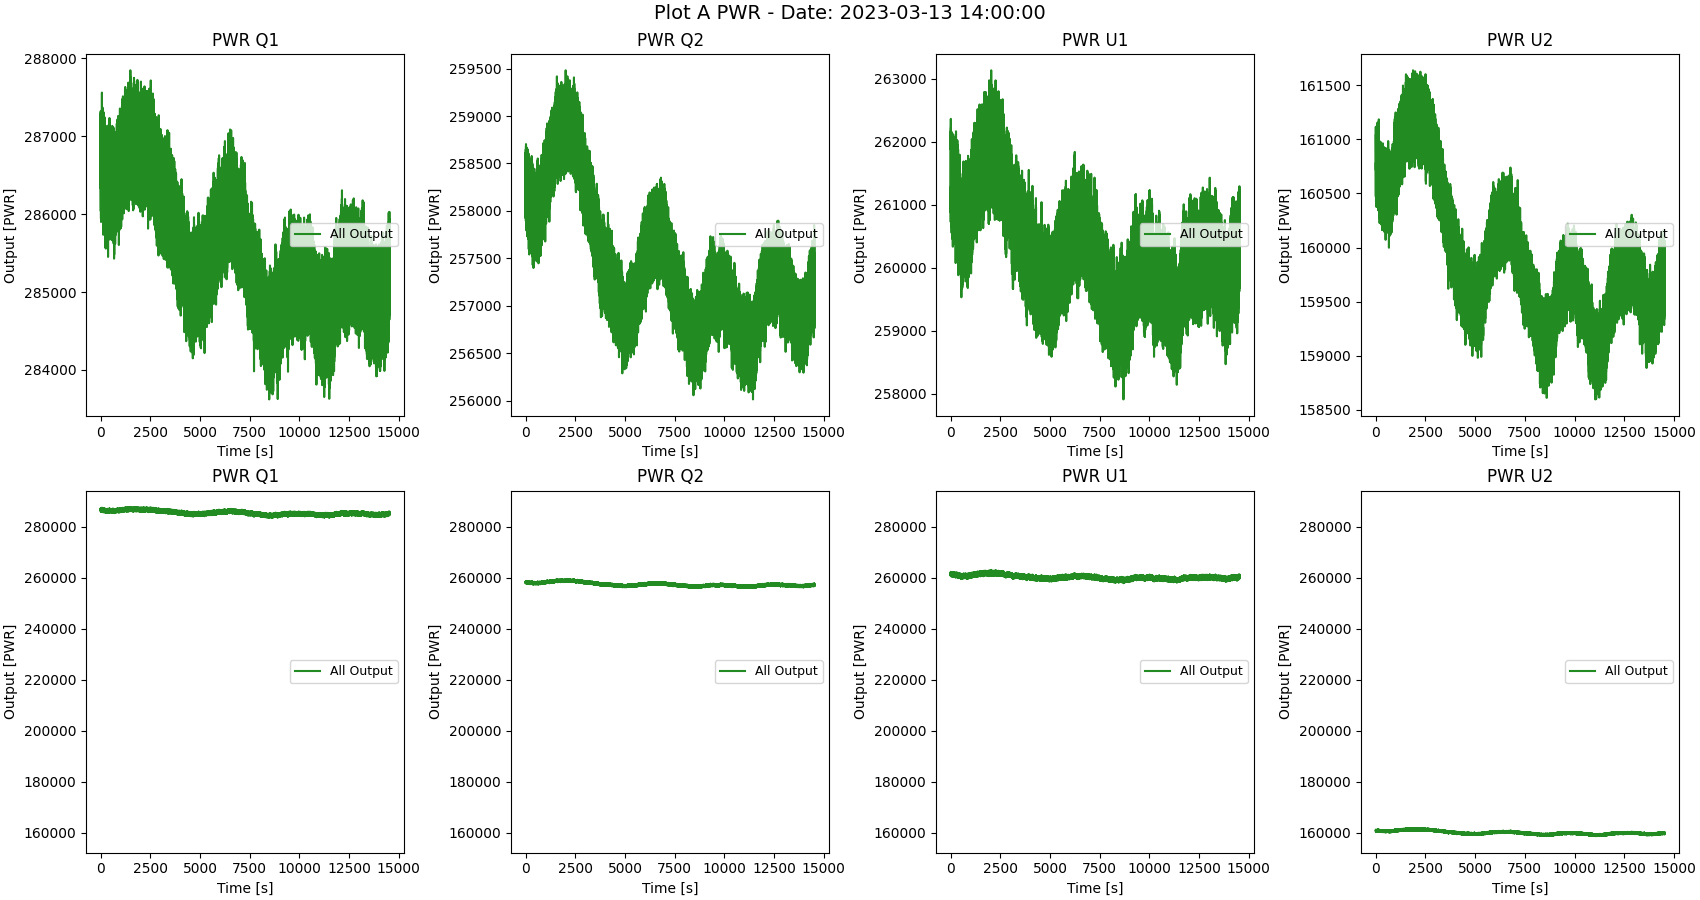 Plot A PWR - Date: 2023-03-13 14:00:00
PWR Q1
Output [PWR]
288000
287000
286000
285000
284000
All Output
0 2500 5000 7500 10000 12500 15000
Time [s]
PWR Q2
Output [PWR]
259500
259000
258500
258000
257500
257000
256500
256000
All Output
0 2500 5000 7500 10000 12500 15000
Time [s]
PWR U1
Output [PWR]
263000
262000
261000
260000
259000
258000
All Output
0 2500 5000 7500 10000 12500 15000
Time [s]
PWR U2
Output [PWR]
161500
161000
160500
160000
159500
159000
158500
All Output
0 2500 5000 7500 10000 12500 15000
Time [s]
PWR Q1
Output [PWR]
280000
260000
240000
220000
200000
180000
160000
All Output
0 2500 5000 7500 10000 12500 15000
Time [s]
PWR Q2
Output [PWR]
280000
260000
240000
220000
200000
180000
160000
All Output
0 2500 5000 7500 10000 12500 15000
Time [s]
PWR U1
Output [PWR]
280000
260000
240000
220000
200000
180000
160000
All Output
0 2500 5000 7500 10000 12500 15000
Time [s]
PWR U2
Output [PWR]
280000
260000
240000
220000
200000
180000
160000
All Output
0 2500 5000 7500 10000 12500 15000
Time [s]